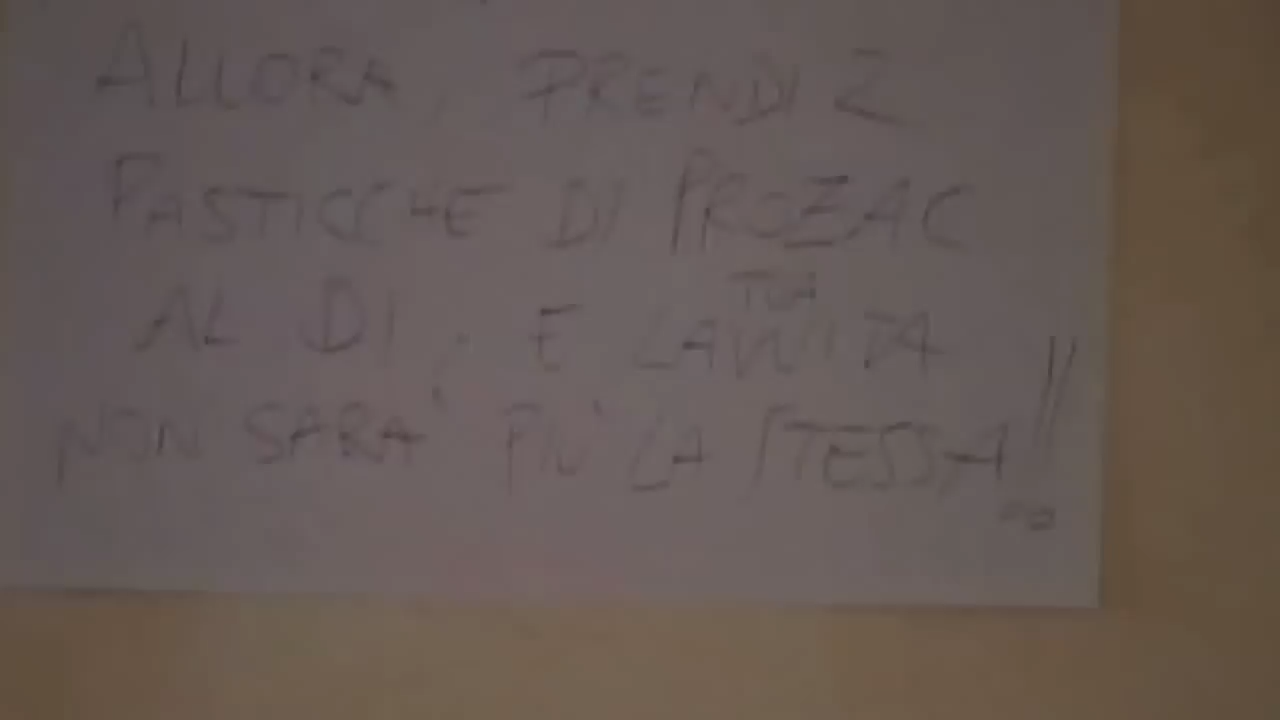 ALLORA, PRENDI 2
PASTICCHE DI PROZAC
AL DI, E LA TUA VITA
NON SARA' PIU' LA STESSA!!